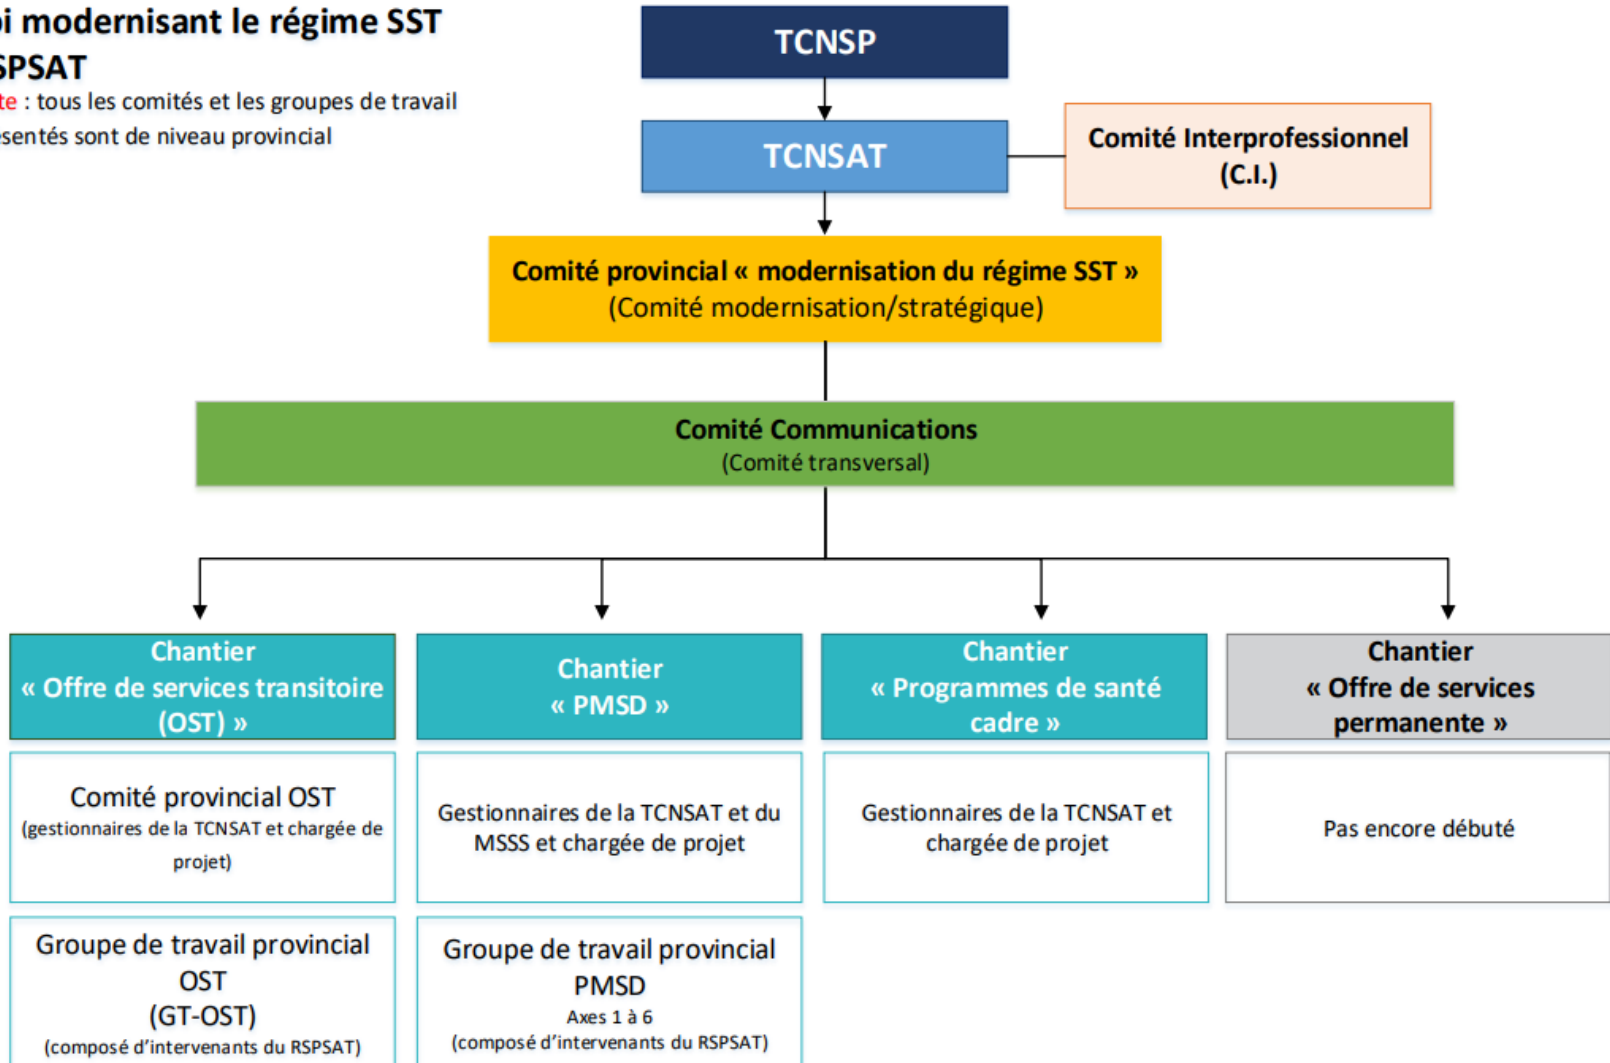 oi modernisant le régime SST
SPSAT
te : tous les comités et les groupes de travail
ésentés sont de niveau provincial
TCNSP
TCNSAT
Comité Interprofessionnel
(C.I.)
Comité provincial « modernisation du régime SST »
(Comité modernisation/stratégique)
Comité Communications
(Comité transversal)
Chantier
« Offre de services transitoire
(OST) »
Comité provincial OST
(gestionnaires de la TCNSAT et chargée de
projet)
Groupe de travail provincial
OST
(GT-OST)
(composé d'intervenants du RSPSAT)
Chantier
« PMSD »
Gestionnaires de la TCNSAT et du
MSSS et chargée de projet
Groupe de travail provincial
PMSD
Axes 1 à 6
(composé d'intervenants du RSPSAT)
Chantier
« Programmes de santé
cadre »
Gestionnaires de la TCNSAT et
chargée de projet
Chantier
« Offre de services
permanente »
Pas encore débuté